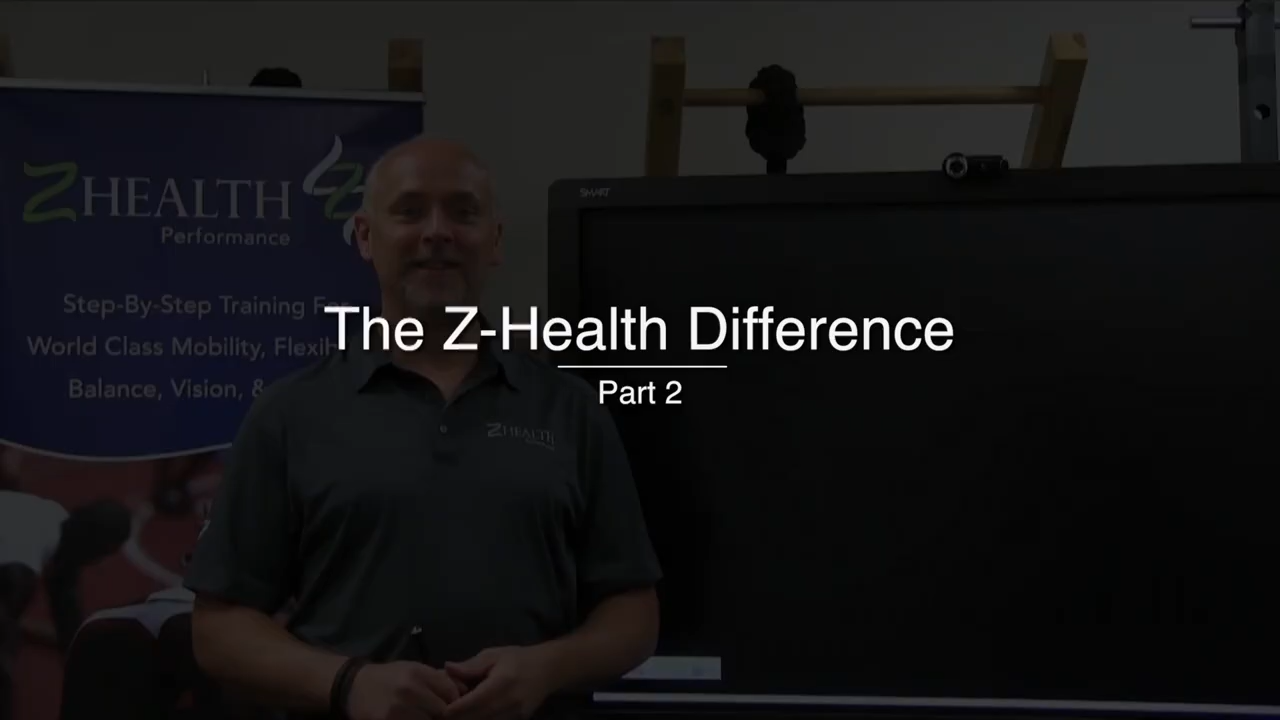 ZHEALTH
Performance
Step-By-Step Training For
World Class Mobility, Flexib
Balance, Vision, &
SMART
The Z-Health Difference
Part 2
ZHEALTH